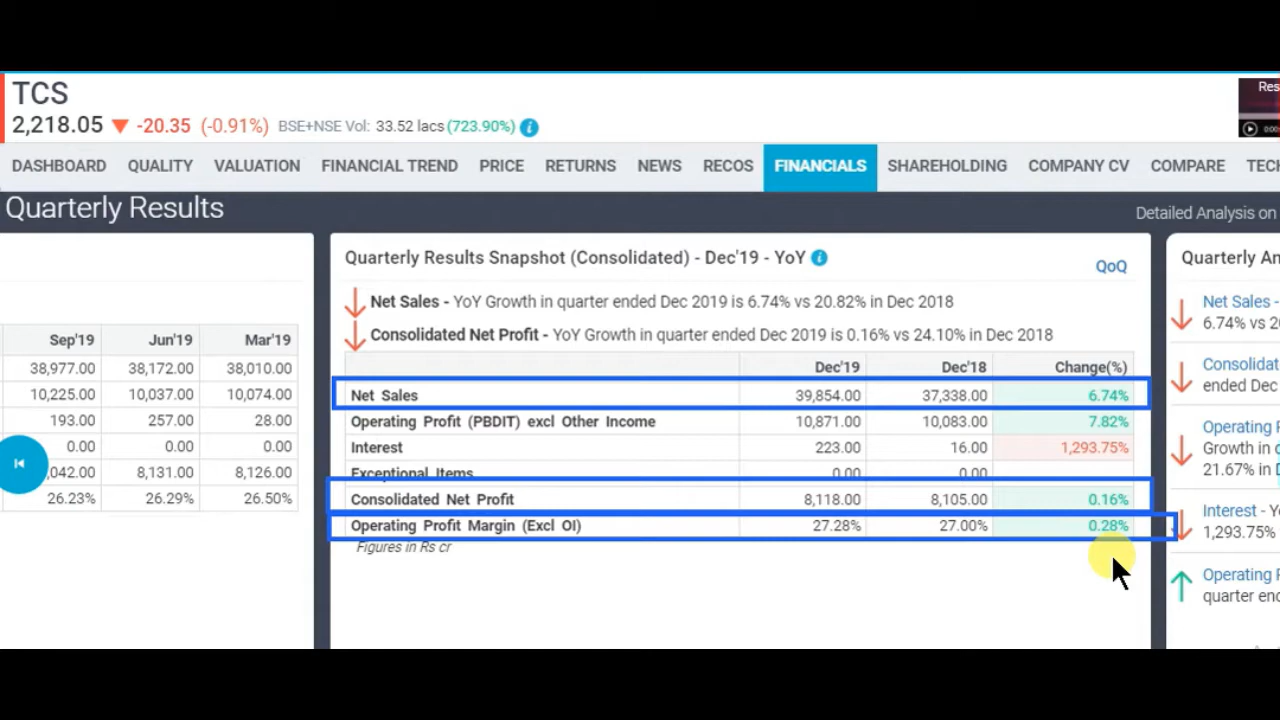 TCS
Res
2,218.05 -20.35 (-0.91%) BSE+NSE Vol: 33.52 lacs (723.90%) i
DASHBOARD QUALITY VALUATION FINANCIAL TREND PRICE RETURNS NEWS RECOS FINANCIALS SHAREHOLDING COMPANY CV COMPARE TECH
Quarterly Results
Detailed Analysis on
Sep'19 Jun'19 Mar'19
38,977.00 38,172.00 38,010.00
10,225.00 10,037.00 10,074.00
193.00 257.00 28.00
0.00 0.00 0.00
,042.00 8,131.00 8,126.00
26.23% 26.29% 26.50%
Quarterly Results Snapshot (Consolidated) - Dec'19 - YoY i
QoQ
Net Sales - YoY Growth in quarter ended Dec 2019 is 6.74% vs 20.82% in Dec 2018
Consolidated Net Profit - YoY Growth in quarter ended Dec 2019 is 0.16% vs 24.10% in Dec 2018
Dec'19 Dec'18 Change(%)
Net Sales 39,854.00 37,338.00 6.74%
Operating Profit (PBDIT) excl Other Income 10,871.00 10,083.00 7.82%
Interest 223.00 16.00 1,293.75%
Exceptional Items 0.00 0.00
Consolidated Net Profit 8,118.00 8,105.00 0.16%
Operating Profit Margin (Excl OI) 27.28% 27.00% 0.28%
Figures in Rs cr
Quarterly An
Net Sales -
6.74% vs 20
Consolidat
ended Dec
Operating P
Growth in q
21.67% in D
Interest - Yo
1,293.75%
Operating P
quarter end